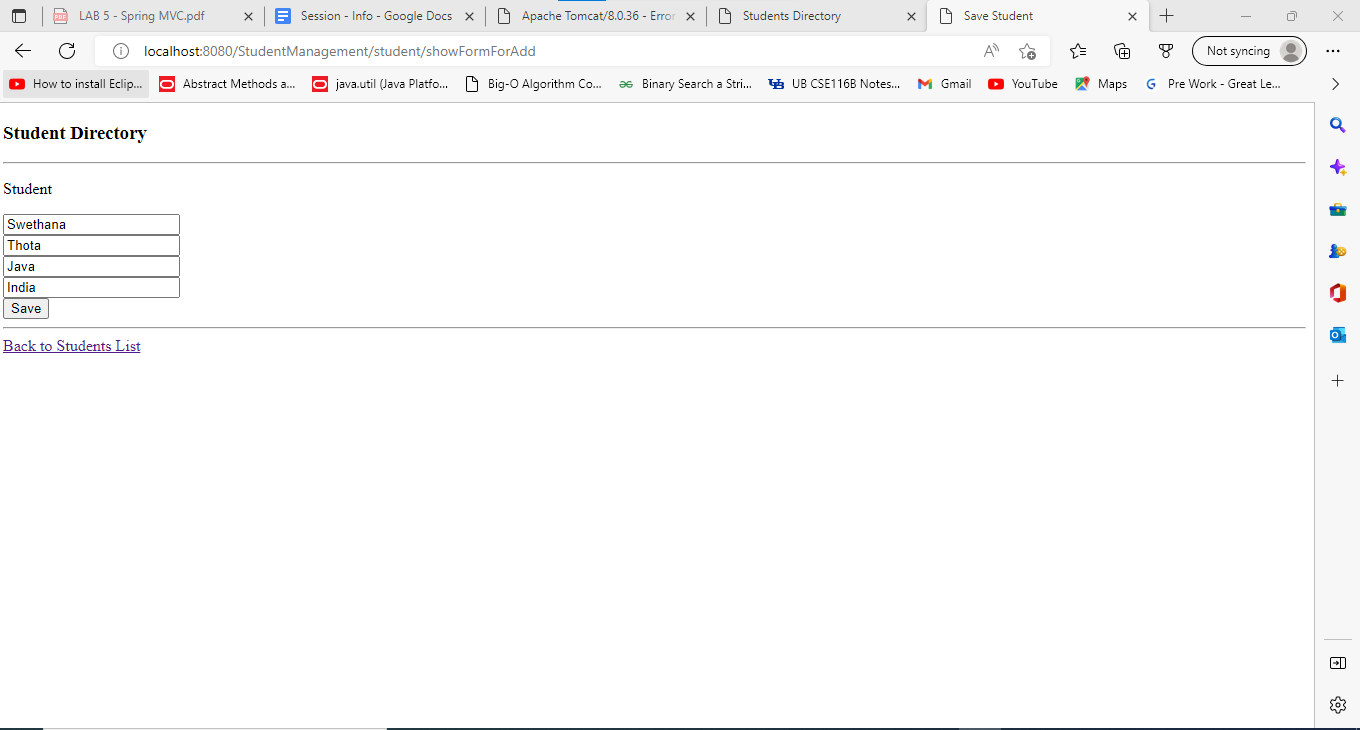 LAB 5 - Spring MVC.pdf
Session - Info - Google Docs
Apache Tomcat/8.0.36 - Error
Students Directory
Save Student
localhost:8080/StudentManagement/student/showFormForAdd
Not syncing
How to install Eclip...
Abstract Methods a...
java.util (Java Platfo...
Big-O Algorithm Co...
Binary Search a Stri...
UB CSE116B Notes...
Gmail
YouTube
Maps
Pre Work - Great Le...
Student Directory
Student
Swethana
Thota
Java
India
Save
Back to Students List